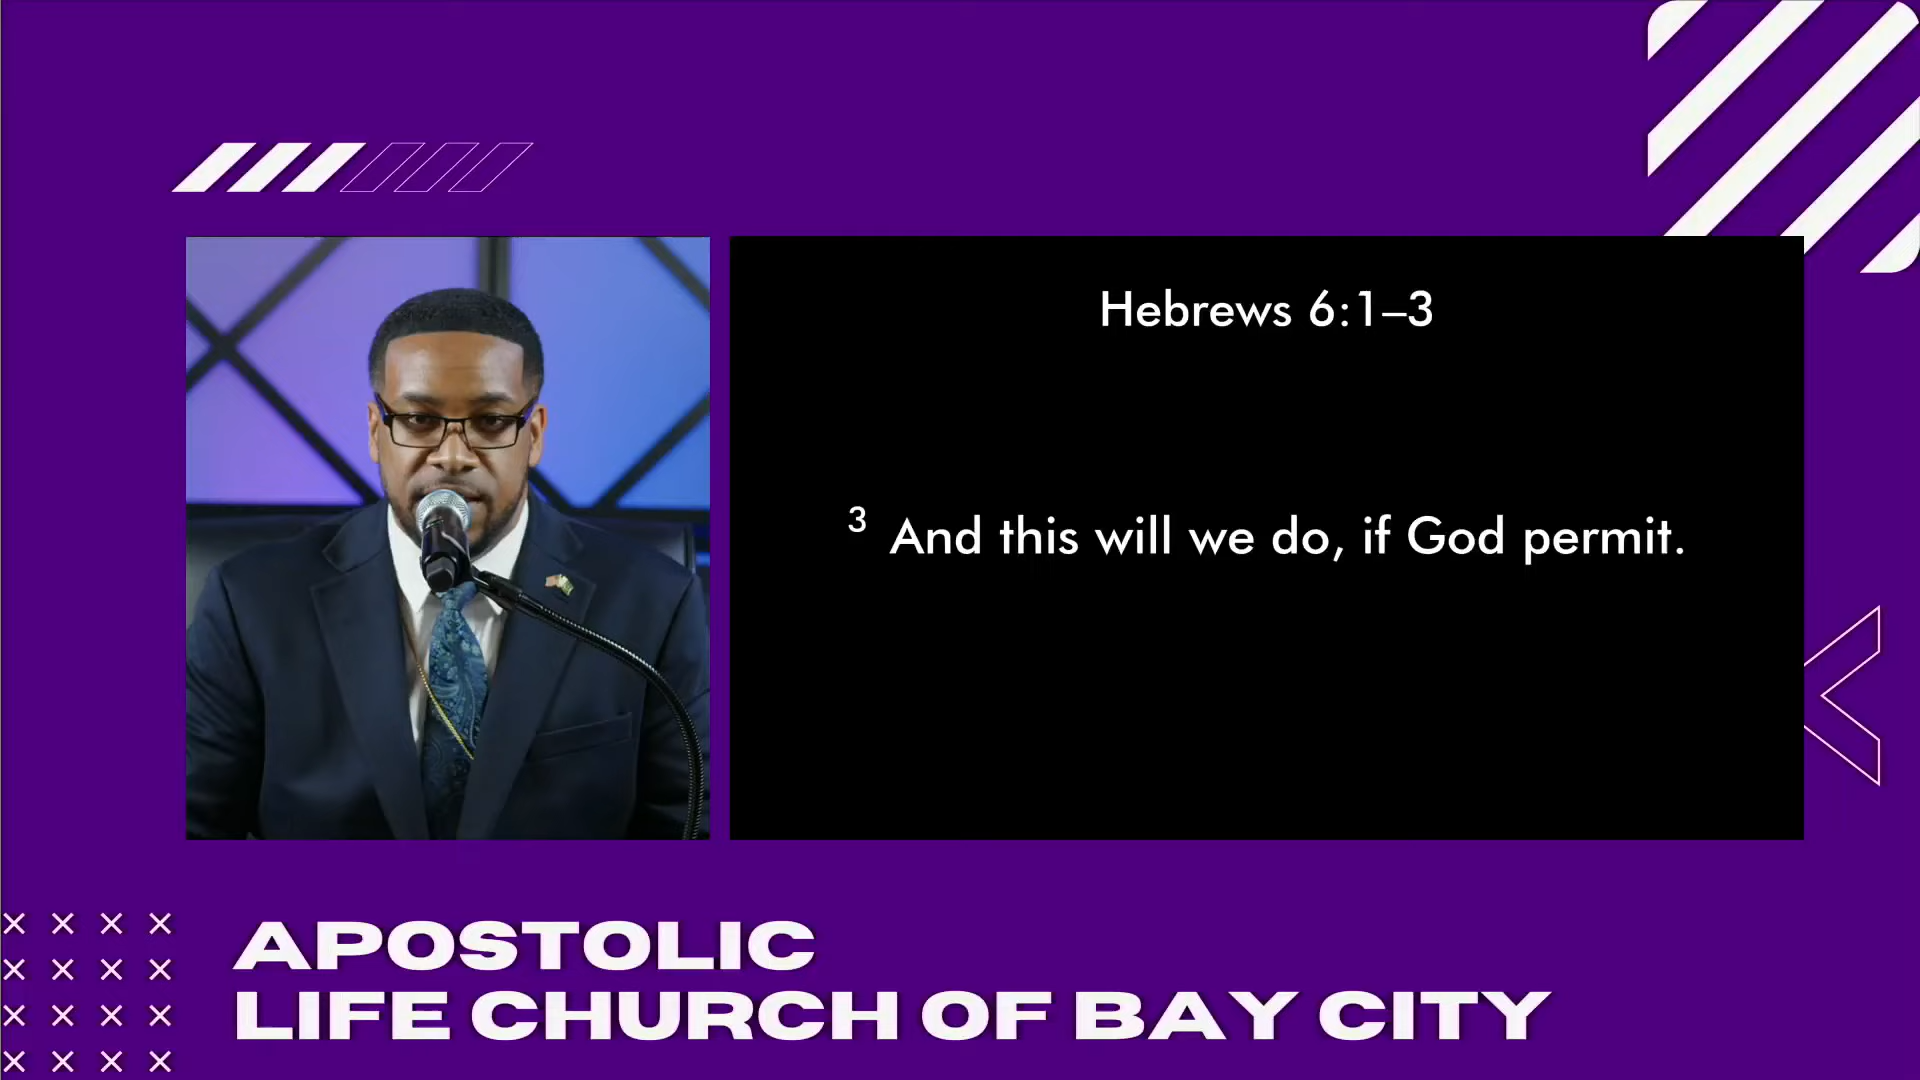 Hebrews 6:1–3
3 And this will we do, if God permit.
APOSTOLIC
LIFE CHURCH OF BAY CITY